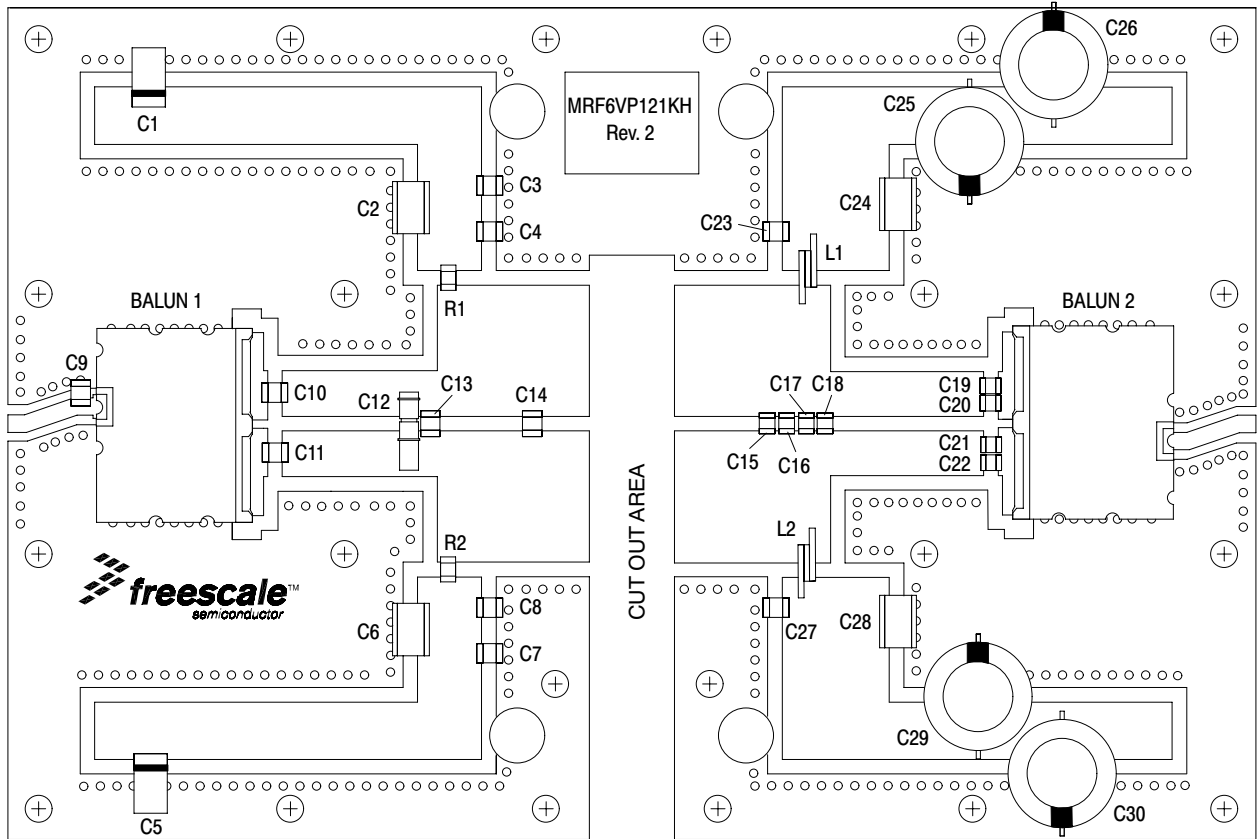 C26
C25
MRF6VP121KH
Rev. 2
C1
C3
C2
C4
C23
C24
L1
R1
BALUN 1
BALUN 2
C9
C10
C12
C13
C14
C17
C18
C19
C20
C11
C15
C16
C21
C22
CUT OUT AREA
R2
L2
freescale™
semiconductor
C8
C6
C7
C27
C28
C29
C5
C30